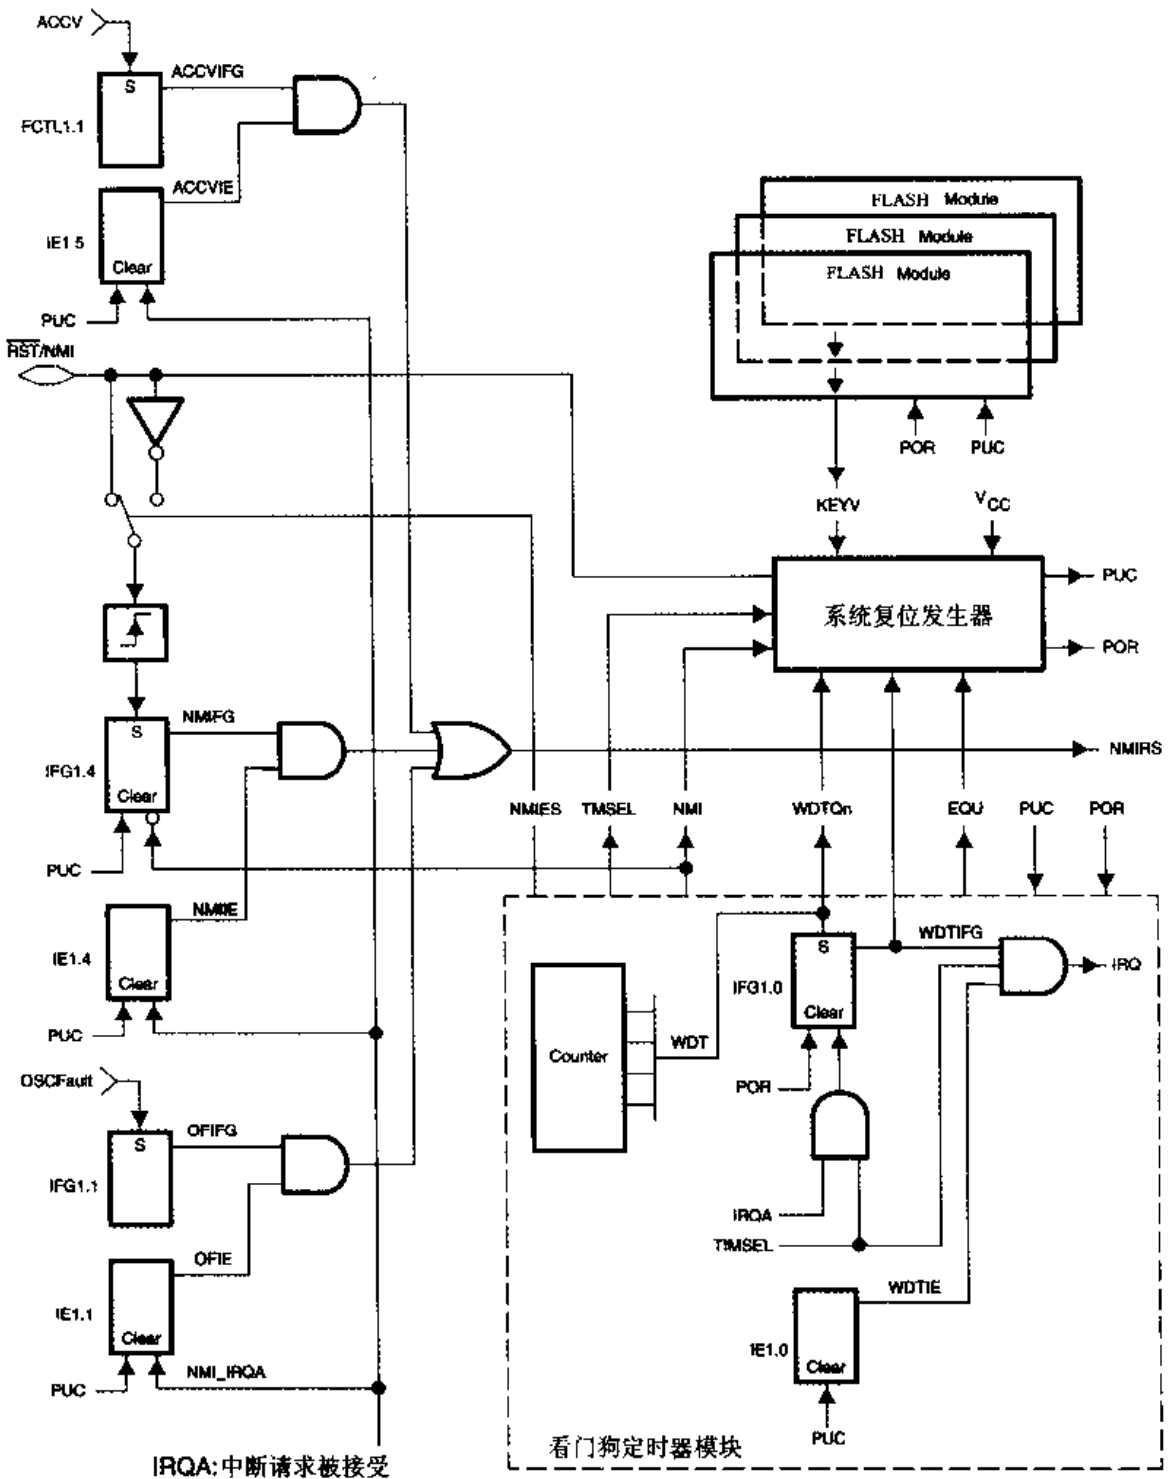 ACCV
S
ACCVIFG
FCTL1.1
ACCVIE
IE1.5
Clear
PUC
RST/NMI
FLASH Module
FLASH Module
FLASH Module
POR
PUC
KEYV
VCC
系统复位发生器
PUC
POR
S
NMIFG
IFG1.4
Clear
PUC
NMIRS
NMIES
TMSEL
NMI
WDTQn
EQU
PUC
POR
NMIIE
IE1.4
Clear
PUC
OSCFault
S
OFIFG
IFG1.1
OFIE
IE1.1
Clear
PUC
NMI_IRQA
IRQA:中断请求被接受
Counter
WDT
S
WDTIFG
IFG1.0
Clear
IRQ
POR
IRQA
TIMSEL
WDTIE
IE1.0
Clear
PUC
看门狗定时器模块